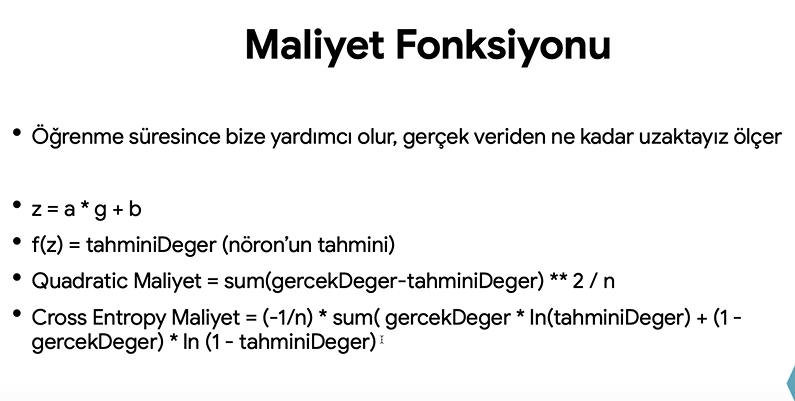 Maliyet Fonksiyonu
• Öğrenme süresince bize yardımcı olur, gerçek veriden ne kadar uzaktayız ölçer
• z = a * g + b
• f(z) = tahminiDeger (nöron’un tahmini)
• Quadratic Maliyet = sum(gercekDeger-tahminiDeger) ** 2 / n
• Cross Entropy Maliyet = (-1/n) * sum( gercekDeger * ln(tahminiDeger) + (1 -
gercekDeger) * ln (1 - tahminiDeger)